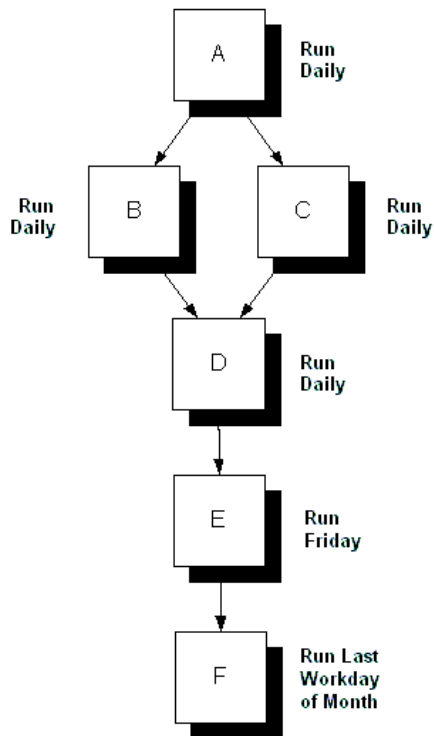 A
Run
Daily
Run
Daily
B
C
Run
Daily
D
Run
Daily
E
Run
Friday
F
Run Last
Workday
of Month